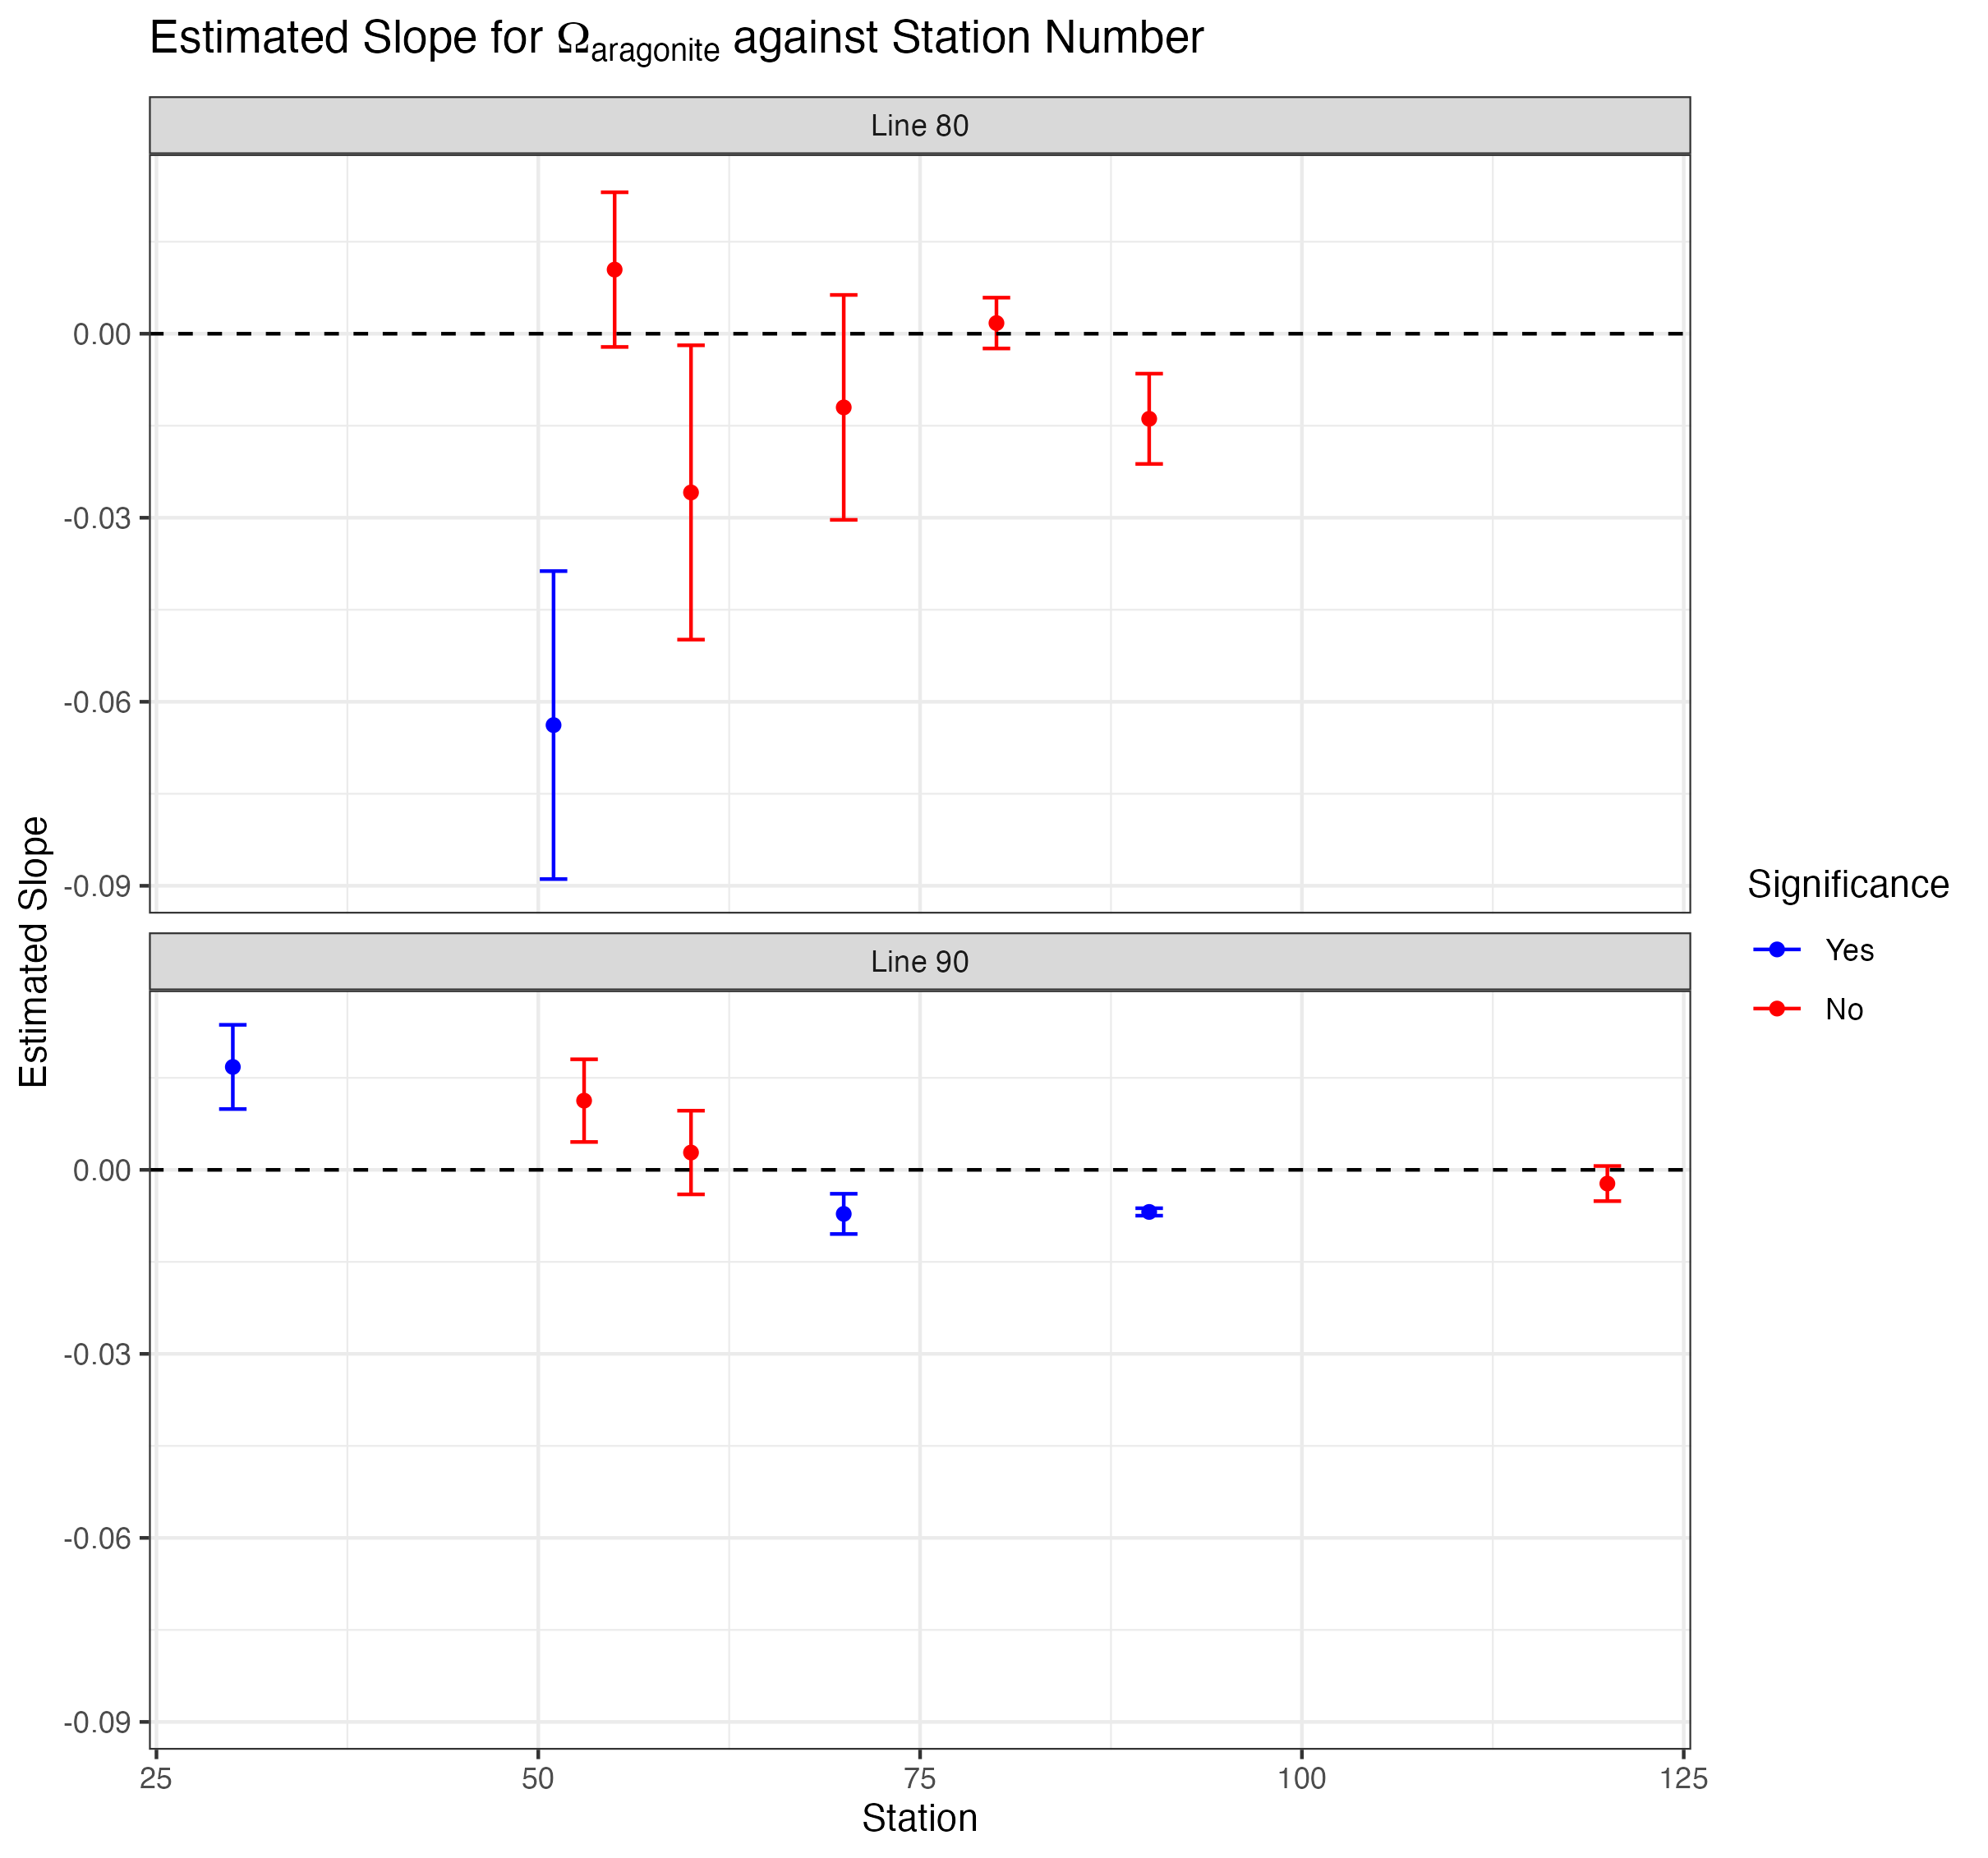 Estimated Slope for Ωaragonite against Station Number
Line 80
0.00
-0.03
-0.06
-0.09
Line 90
0.00
-0.03
-0.06
-0.09
25 50 75 100 125
Station
Estimated Slope
Significance
Yes
No